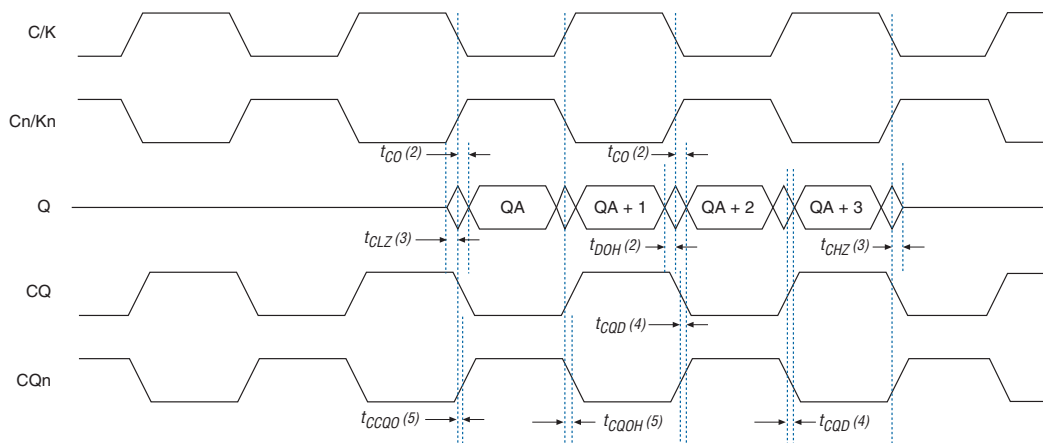 C/K
Cn/Kn
tCO (2) tCO (2)
Q QA QA + 1 QA + 2 QA + 3
tCLZ (3) tDOH (2) tCHZ (3)
CQ
tCQD (4)
CQn
tCCQO (5) tCQOH (5) tCQD (4)